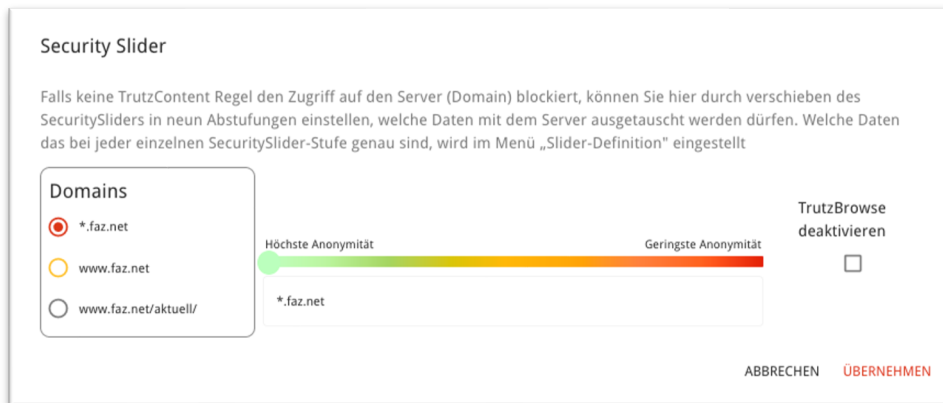 Security Slider
Falls keine TrutzContent Regel den Zugriff auf den Server (Domain) blockiert, können Sie hier durch verschieben des
SecuritySliders in neun Abstufungen einstellen, welche Daten mit dem Server ausgetauscht werden dürfen. Welche Daten
das bei jeder einzelnen SecuritySlider-Stufe genau sind, wird im Menü „Slider-Definition" eingestellt
Domains
*.faz.net
www.faz.net
www.faz.net/aktuell/
Höchste Anonymität
Geringste Anonymität
*.faz.net
TrutzBrowse
deaktivieren
ABBRECHEN
ÜBERNEHMEN